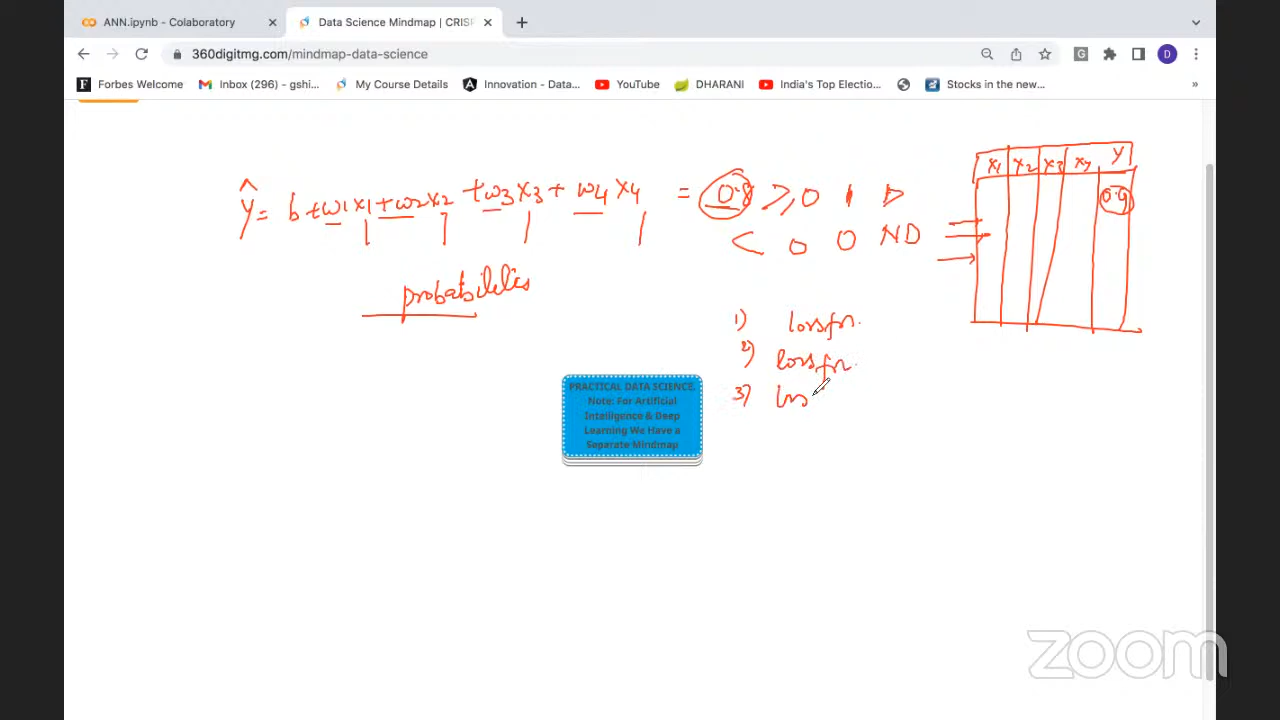 ANN.ipynb - Colaboratory
Data Science Mindmap | CRISP
360digitmg.com/mindmap-data-science
D
Forbes Welcome
Inbox (296) - gshi...
My Course Details
Innovation - Data...
YouTube
DHARANI
India's Top Electio...
Stocks in the new...
»
ŷ = b + w1x1 + w2x2 + w3x3 + w4x4 = 0.8 ≥ 0 1 D
< 0 0 ND
x1 x2 x3 x4 Y
0.9
probabilities
1) loss fn.
2) loss fn.
3) los
PRACTICAL DATA SCIENCE.
Note: For Artificial
Intelligence & Deep
Learning We Have a
Separate Mindmap
zoom